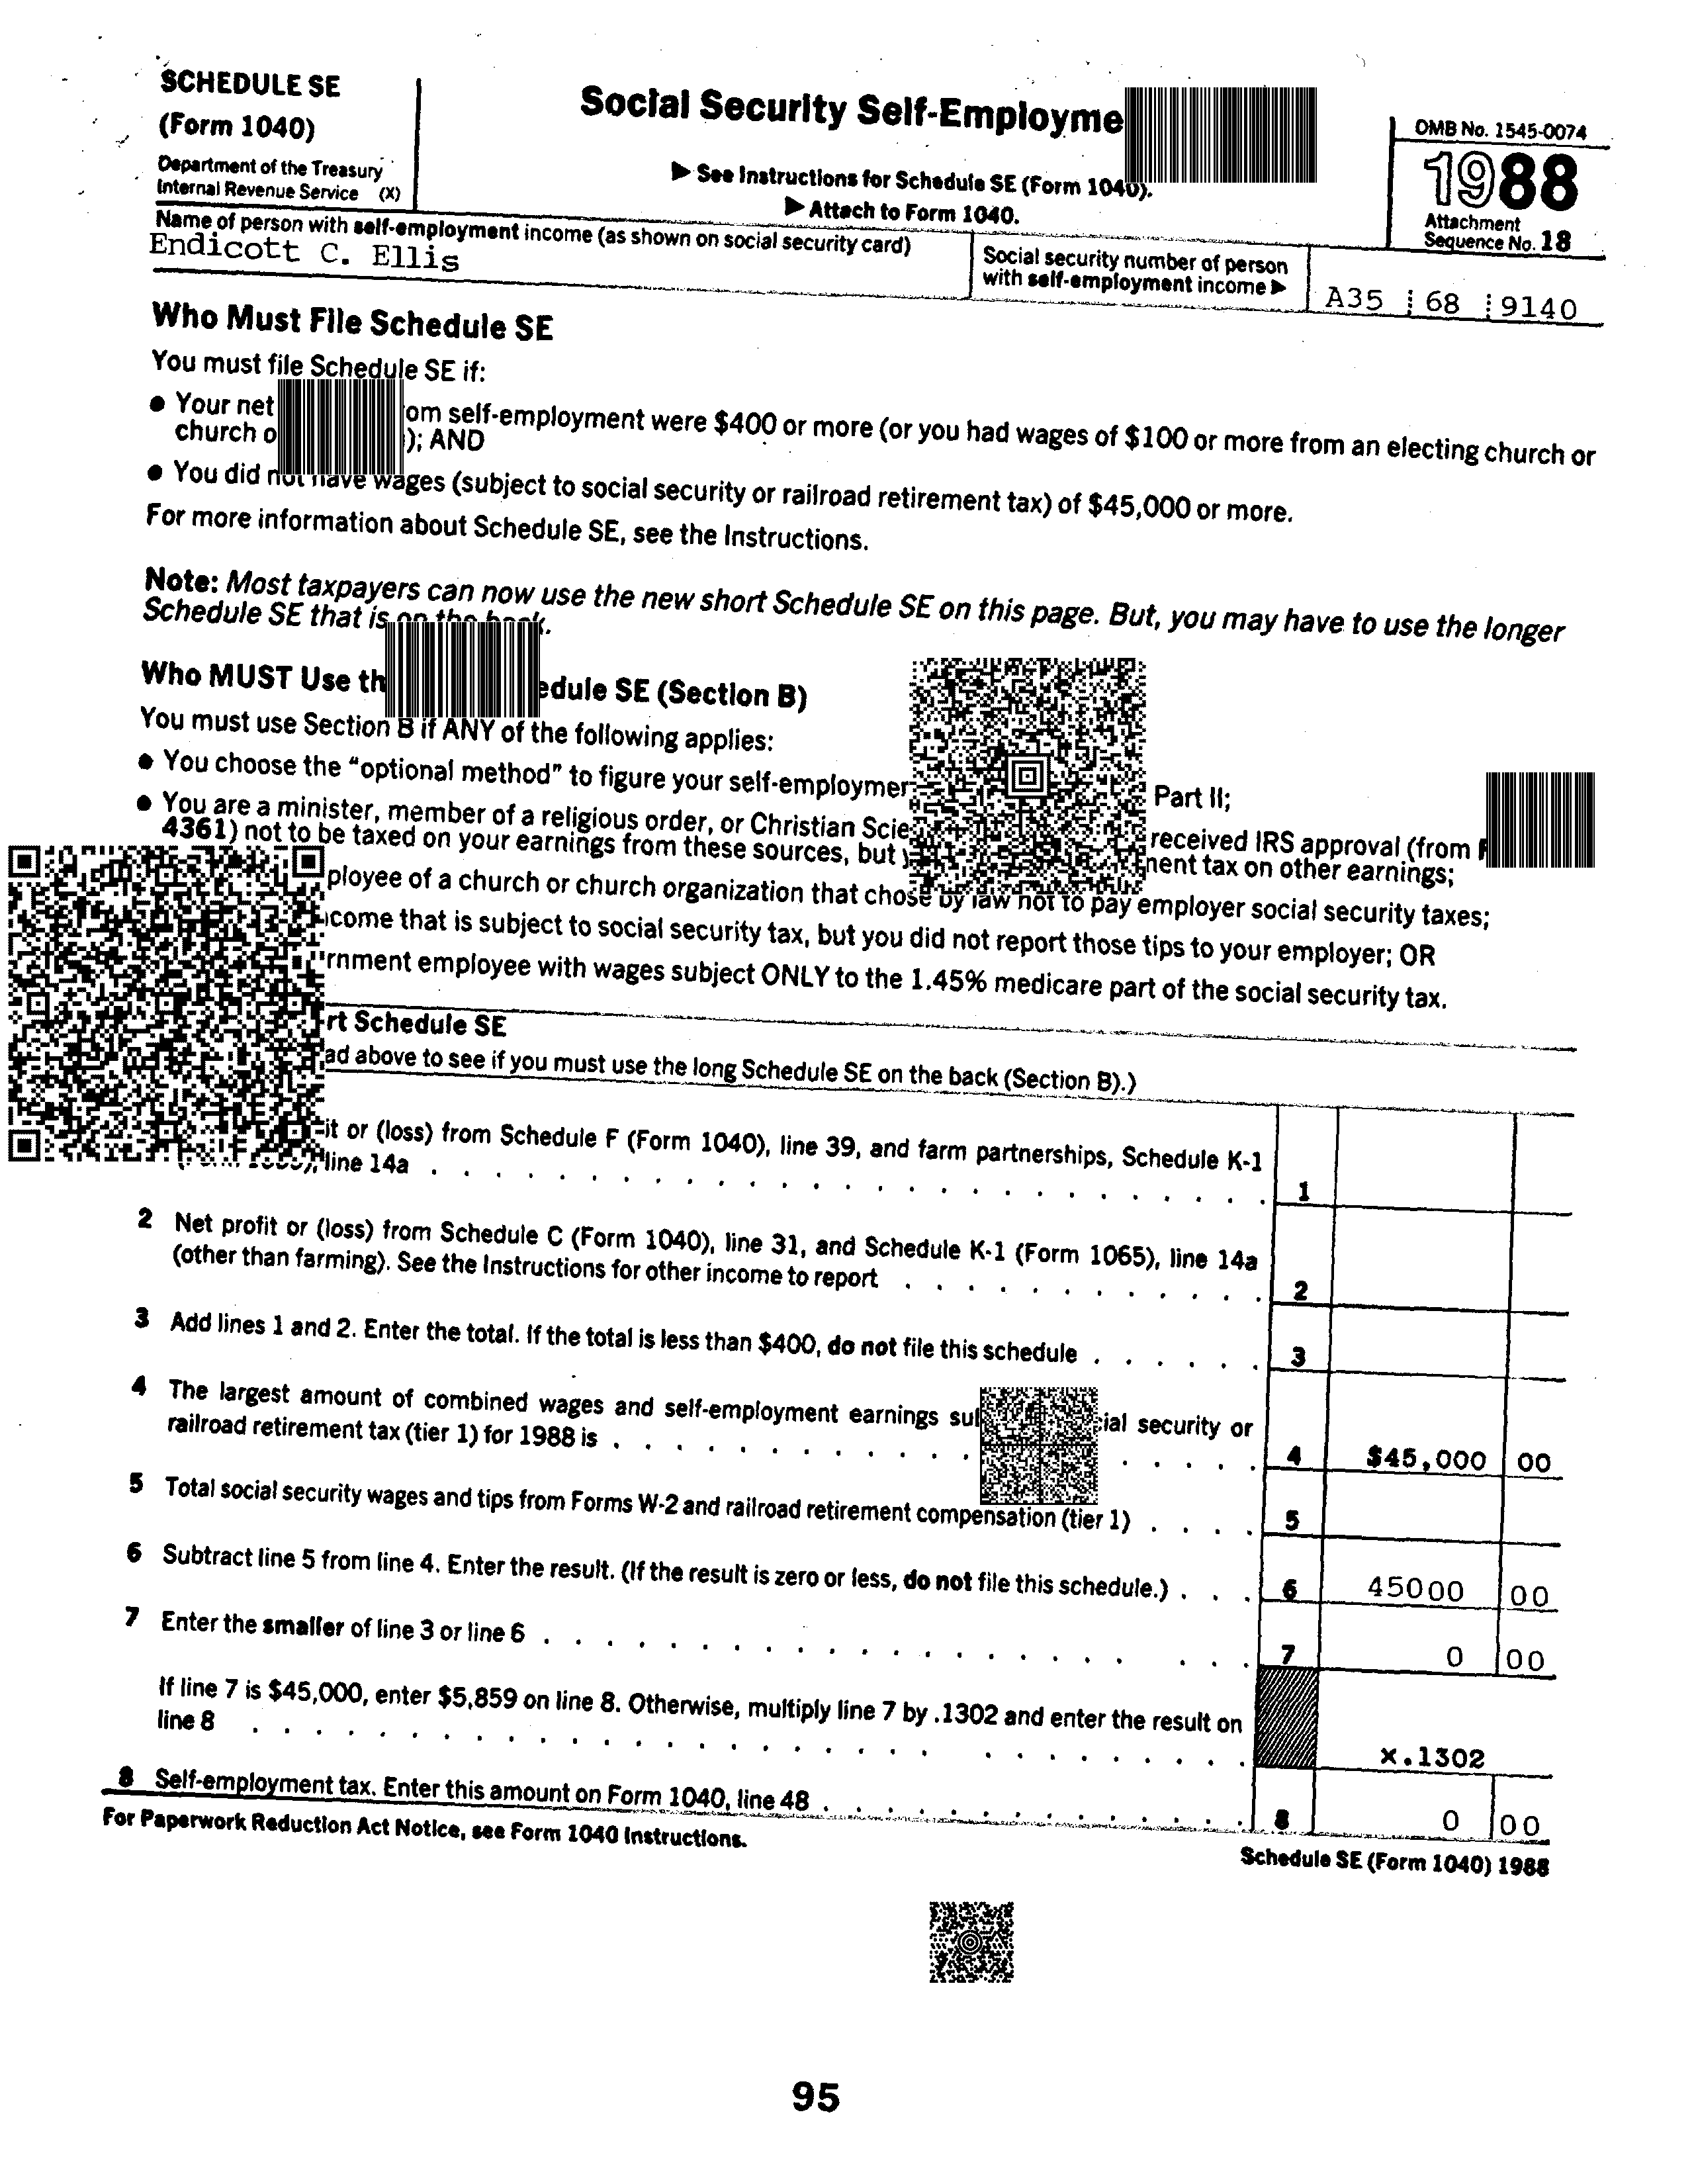 SCHEDULE SE
(Form 1040)
Department of the Treasury
Internal Revenue Service (X)
Social Security Self-Employme
▶ See Instructions for Schedule SE (Form 1040).
▶ Attach to Form 1040.
OMB No. 1545-0074
1988
Attachment
Sequence No. 18
Name of person with self-employment income (as shown on social security card)
Endicott C. Ellis
Social security number of person
with self-employment income ▶
A35 68 9140
Who Must File Schedule SE
You must file Schedule SE if:
● Your net om self-employment were $400 or more (or you had wages of $100 or more from an electing church or
church o ); AND
● You did not have wages (subject to social security or railroad retirement tax) of $45,000 or more.
For more information about Schedule SE, see the Instructions.
Note: Most taxpayers can now use the new short Schedule SE on this page. But, you may have to use the longer
Schedule SE that is on the back.
Who MUST Use th edule SE (Section B)
You must use Section B if ANY of the following applies:
● You choose the "optional method" to figure your self-employmen Part II;
● You are a minister, member of a religious order, or Christian Scie received IRS approval (from
4361) not to be taxed on your earnings from these sources, but nent tax on other earnings;
ployee of a church or church organization that chose by law not to pay employer social security taxes;
come that is subject to social security tax, but you did not report those tips to your employer; OR
rnment employee with wages subject ONLY to the 1.45% medicare part of the social security tax.
rt Schedule SE
ad above to see if you must use the long Schedule SE on the back (Section B).)
it or (loss) from Schedule F (Form 1040), line 39, and farm partnerships, Schedule K-1
line 14a . . . . . . . . . . . . . . . . . . . . . . . . . . 1
2 Net profit or (loss) from Schedule C (Form 1040), line 31, and Schedule K-1 (Form 1065), line 14a
(other than farming). See the Instructions for other income to report . . . . . . . . . . . . 2
3 Add lines 1 and 2. Enter the total. If the total is less than $400, do not file this schedule . . . . . . 3
4 The largest amount of combined wages and self-employment earnings su ial security or
railroad retirement tax (tier 1) for 1988 is . . . . . . . . . . . . . . . . . 4 $45,000 00
5 Total social security wages and tips from Forms W-2 and railroad retirement compensation (tier 1) . . . . 5
6 Subtract line 5 from line 4. Enter the result. (If the result is zero or less, do not file this schedule.) . . . 6 45000 00
7 Enter the smaller of line 3 or line 6 . . . . . . . . . . . . . . . . . . 7 0 00
If line 7 is $45,000, enter $5,859 on line 8. Otherwise, multiply line 7 by .1302 and enter the result on
line 8 . . . . . . . . . . . . . . . . . . . . . . . . . . . . . . x.1302
8 Self-employment tax. Enter this amount on Form 1040, line 48 . . . . . . . . . . . . . . 8 0 00
For Paperwork Reduction Act Notice, see Form 1040 Instructions.
Schedule SE (Form 1040) 1988
95